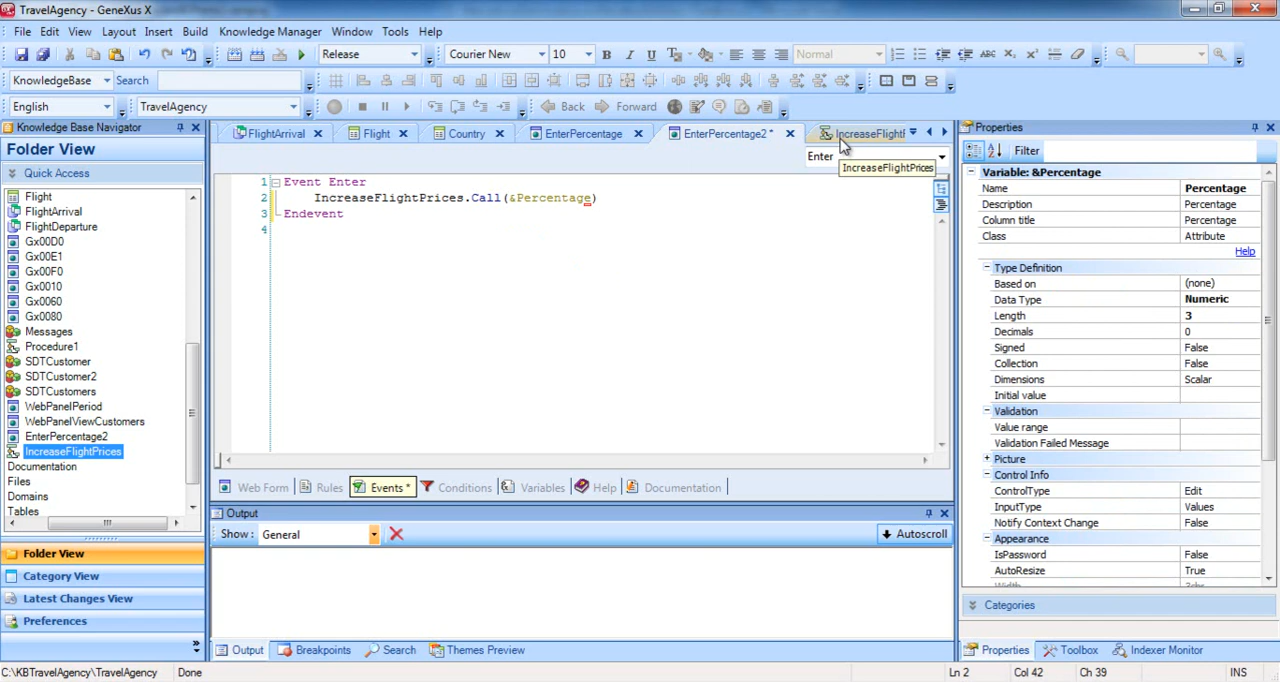 TravelAgency - GeneXus X
File Edit View Layout Insert Build Knowledge Manager Window Tools Help
Release Courier New 10 B I U Normal ABC
KnowledgeBase Search
English TravelAgency Back Forward
Knowledge Base Navigator
Folder View
Quick Access
Flight
FlightArrival
FlightDeparture
Gx00D0
Gx00E1
Gx00F0
Gx0010
Gx0060
Gx0080
Messages
Procedure1
SDTCustomer
SDTCustomer2
SDTCustomers
WebPanelPeriod
WebPanelViewCustomers
EnterPercentage2
IncreaseFlightPrices
Documentation
Files
Domains
Tables
Folder View
Category View
Latest Changes View
Preferences
FlightArrival Flight Country EnterPercentage EnterPercentage2 * IncreaseFlightF
Enter
IncreaseFlightPrices
1 Event Enter
2 IncreaseFlightPrices.Call(&Percentage)
3 Endevent
4
Web Form Rules Events * Conditions Variables Help Documentation
Output
Show : General Autoscroll
Output Breakpoints Search Themes Preview
Properties
Filter
Variable: &Percentage
Name Percentage
Description Percentage
Column title Percentage
Class Attribute
Help
Type Definition
Based on (none)
Data Type Numeric
Length 3
Decimals 0
Signed False
Collection False
Dimensions Scalar
Initial value
Validation
Value range
Validation Failed Message
Picture
Control Info
ControlType Edit
InputType Values
Notify Context Change False
Appearance
IsPassword False
AutoResize True
Categories
Properties Toolbox Indexer Monitor
C:\KBTravelAgency\TravelAgency Done Ln 2 Col 42 Ch 39 INS